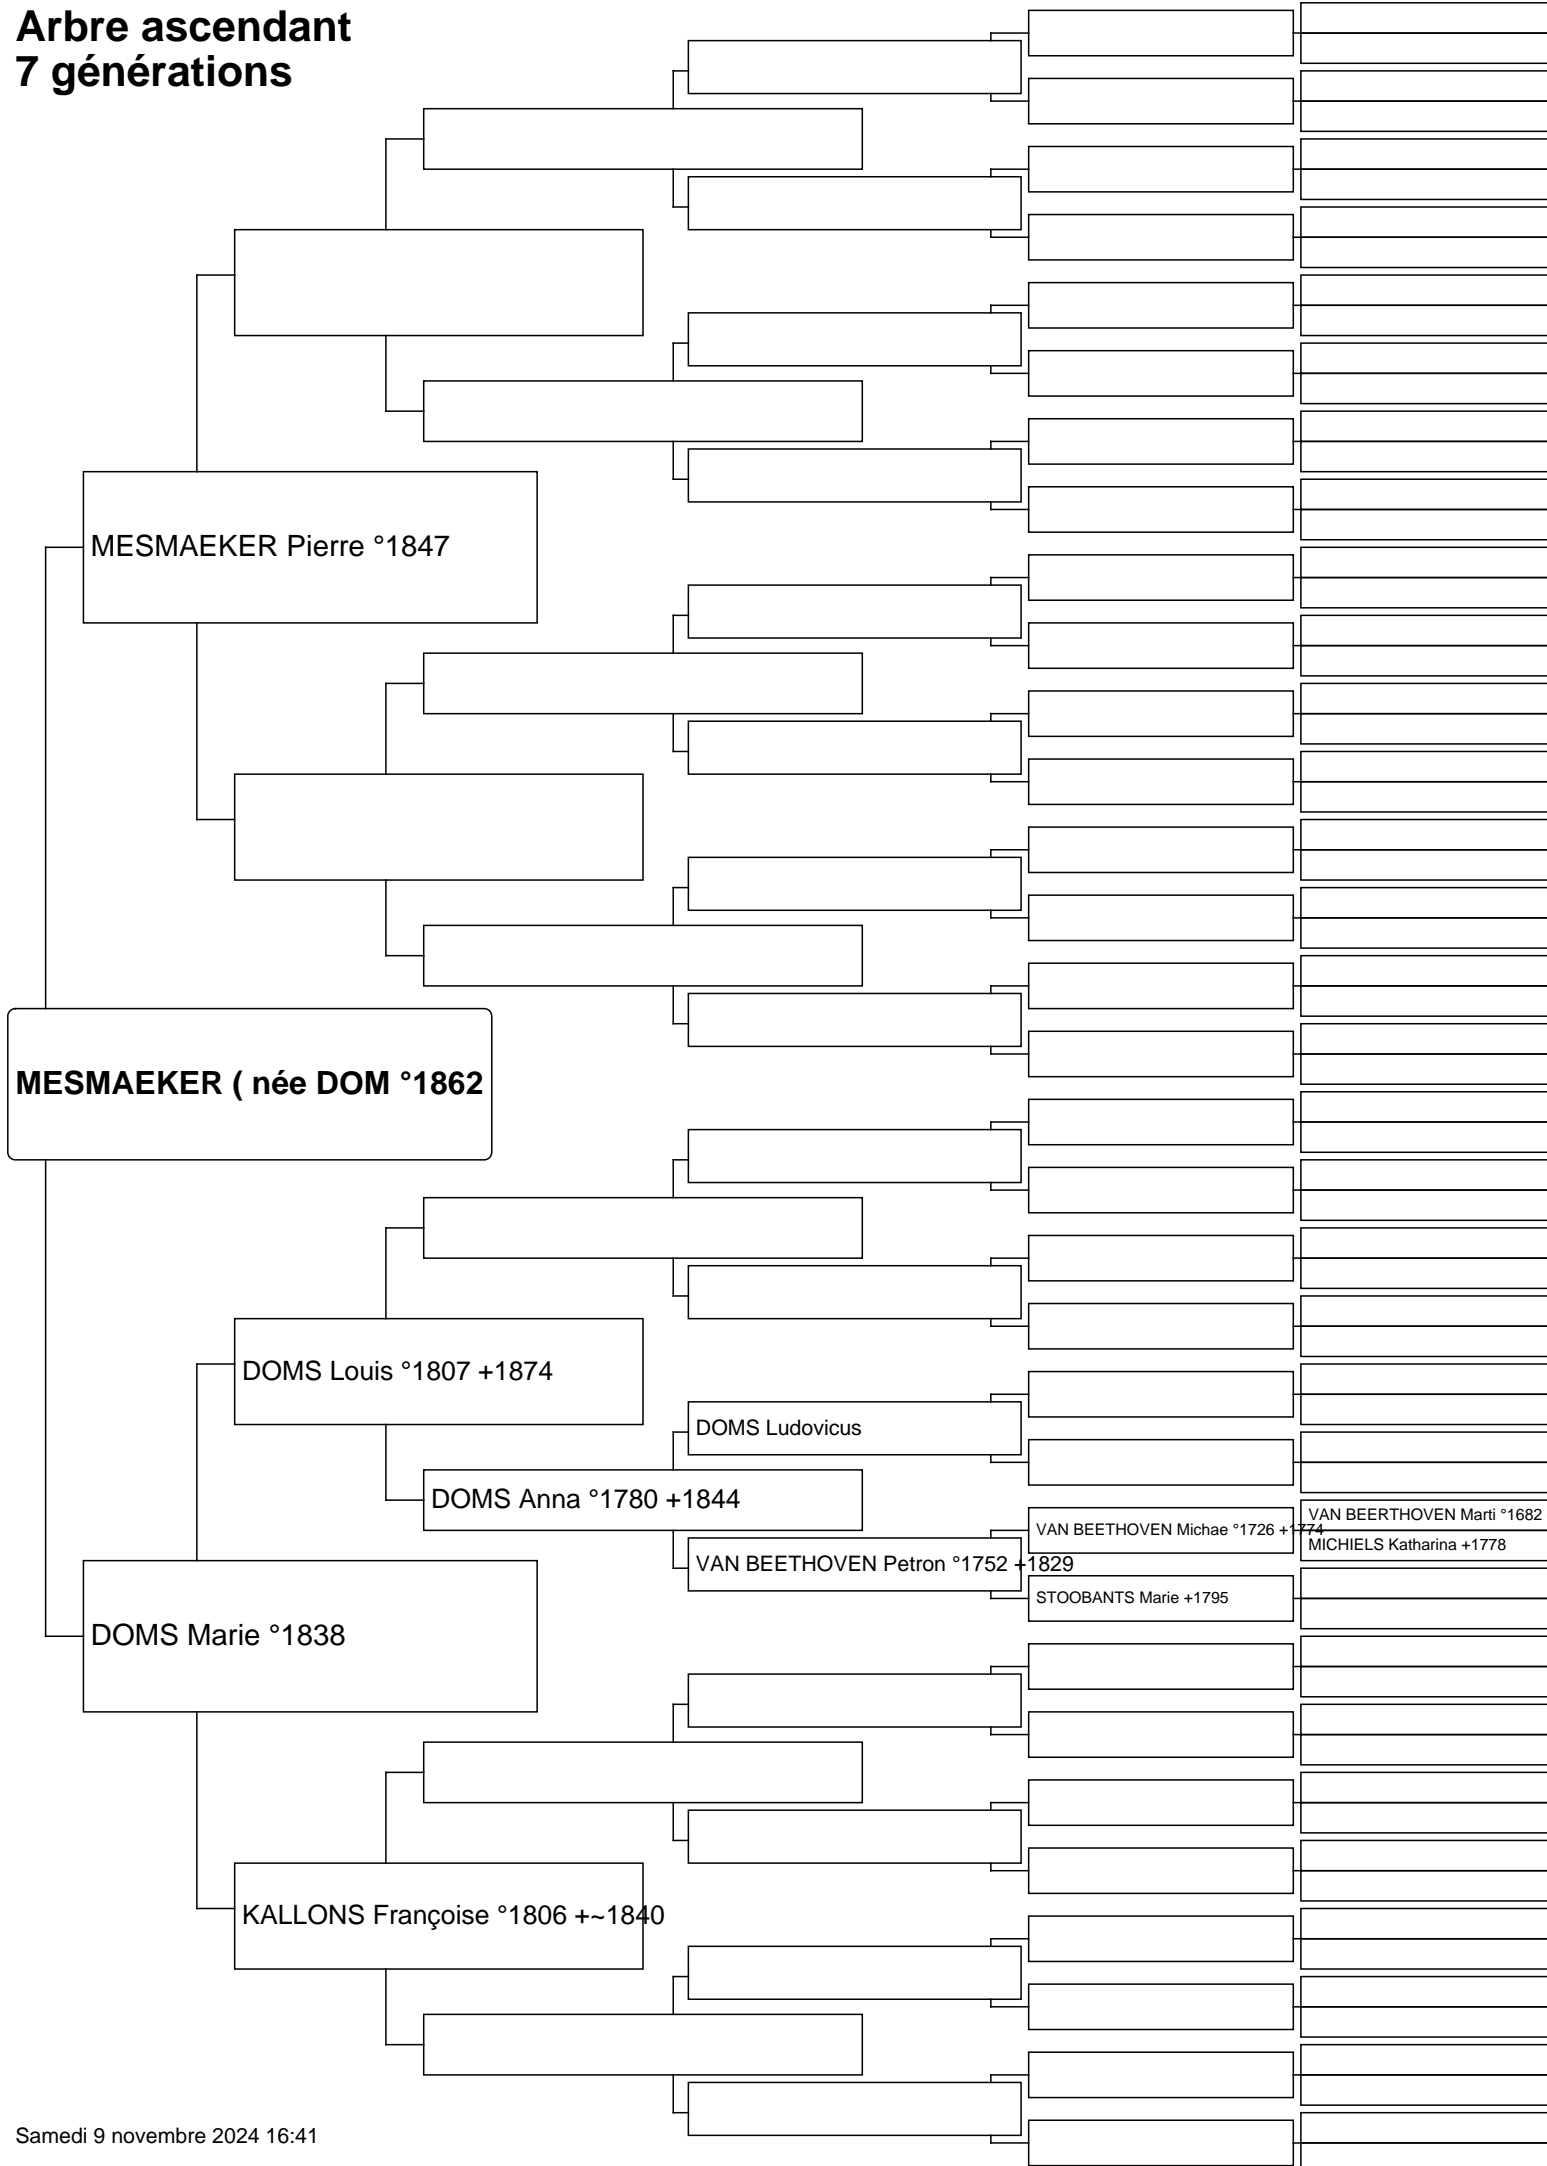 Arbre ascendant
7 générations
MESMAEKER Pierre °1847
MESMAEKER ( née DOM °1862
DOMS Louis °1807 +1874
DOMS Ludovicus
DOMS Anna °1780 +1844
VAN BEERTHOVEN Marti °1682
VAN BEETHOVEN Michae °1726 +1774
MICHIELS Katharina +1778
VAN BEETHOVEN Petron °1752 +1829
STOOBANTS Marie +1795
DOMS Marie °1838
KALLONS Françoise °1806 +~1840
Samedi 9 novembre 2024 16:41